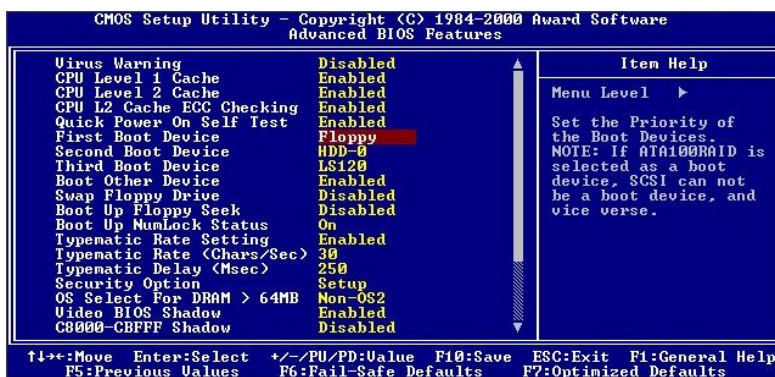 CMOS Setup Utility - Copyright (C) 1984-2000 Award Software
Advanced BIOS Features
Virus Warning Disabled
CPU Level 1 Cache Enabled
CPU Level 2 Cache Enabled
CPU L2 Cache ECC Checking Enabled
Quick Power On Self Test Enabled
First Boot Device Floppy
Second Boot Device HDD-0
Third Boot Device LS120
Boot Other Device Enabled
Swap Floppy Drive Disabled
Boot Up Floppy Seek Disabled
Boot Up NumLock Status On
Typematic Rate Setting Enabled
Typematic Rate (Chars/Sec) 30
Typematic Delay (Msec) 250
Security Option Setup
OS Select For DRAM > 64MB Non-OS2
Video BIOS Shadow Enabled
C8000-CBFFF Shadow Disabled
Item Help
Menu Level ▶
Set the Priority of
the Boot Devices.
NOTE: If ATA100RAID is
selected as a boot
device, SCSI can not
be a boot device, and
vice verse.
↑↓→←:Move Enter:Select +/-/PU/PD:Value F10:Save ESC:Exit F1:General Help
F5:Previous Values F6:Fail-Safe Defaults F7:Optimized Defaults